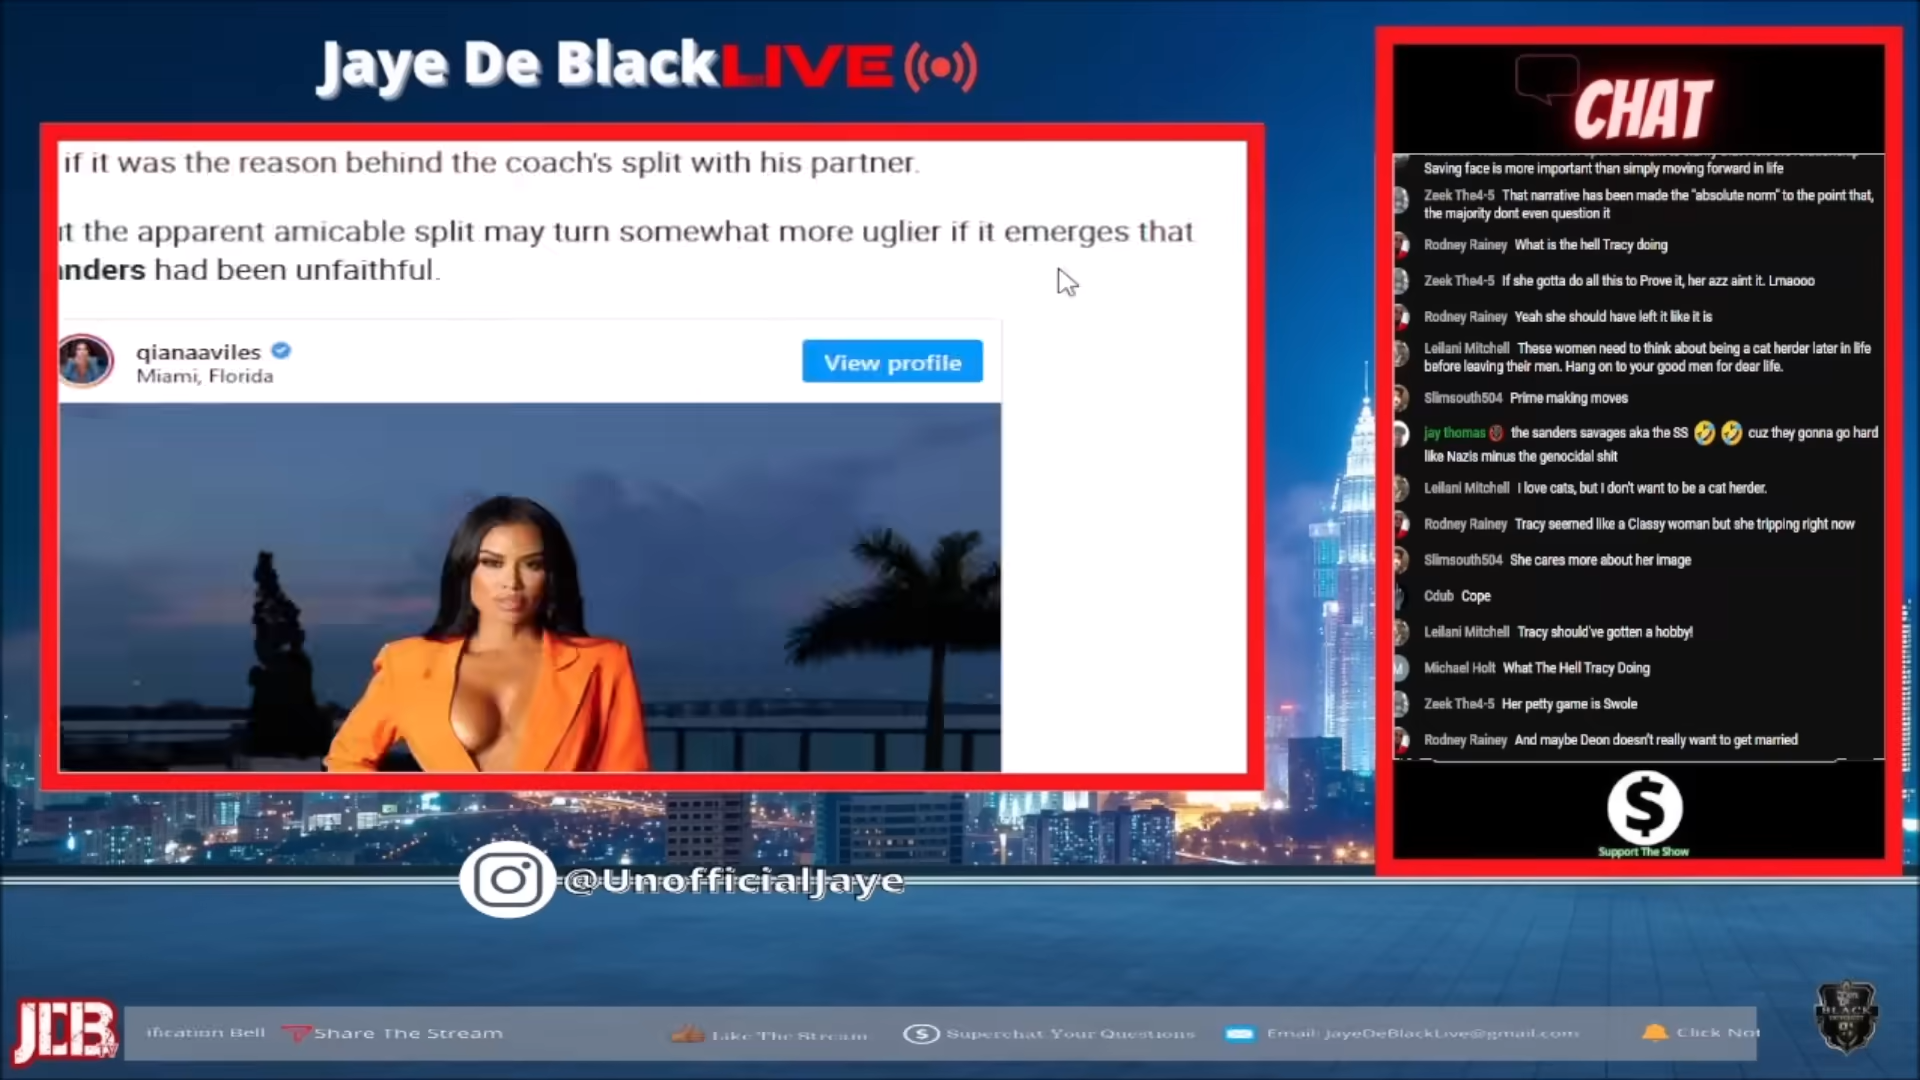 Jaye De BlackLIVE
if it was the reason behind the coach's split with his partner.
the apparent amicable split may turn somewhat more uglier if it emerges that
anders had been unfaithful.
qianaaviles
Miami, Florida
View profile
@UnofficialJaye
CHAT
Saving face is more important than simply moving forward in life
Zeek The4-5 That narrative has been made the "absolute norm" to the point that,
the majority dont even question it
Rodney Rainey What is the hell Tracy doing
Zeek The4-5 If she gotta do all this to Prove it, her azz aint it. Lmaooo
Rodney Rainey Yeah she should have left it like it is
Leilani Mitchell These women need to think about being a cat herder later in life
before leaving their men. Hang on to your good men for dear life.
Slimsouth504 Prime making moves
jay thomas the sanders savages aka the SS 🤣 🤣 cuz they gonna go hard
like Nazis minus the genocidal shit
Leilani Mitchell I love cats, but I don't want to be a cat herder.
Rodney Rainey Tracy seemed like a Classy woman but she tripping right now
Slimsouth504 She cares more about her image
Cdub Cope
Leilani Mitchell Tracy should've gotten a hobby!
M Michael Holt What The Hell Tracy Doing
Zeek The4-5 Her petty game is Swole
Rodney Rainey And maybe Deon doesn't really want to get married
$
Support The Show
JDB TV
ification Bell Share The Stream Like The Stream $ Superchat Your Questions Email: JayeDeBlackLive@gmail.com Click Not
BLACK